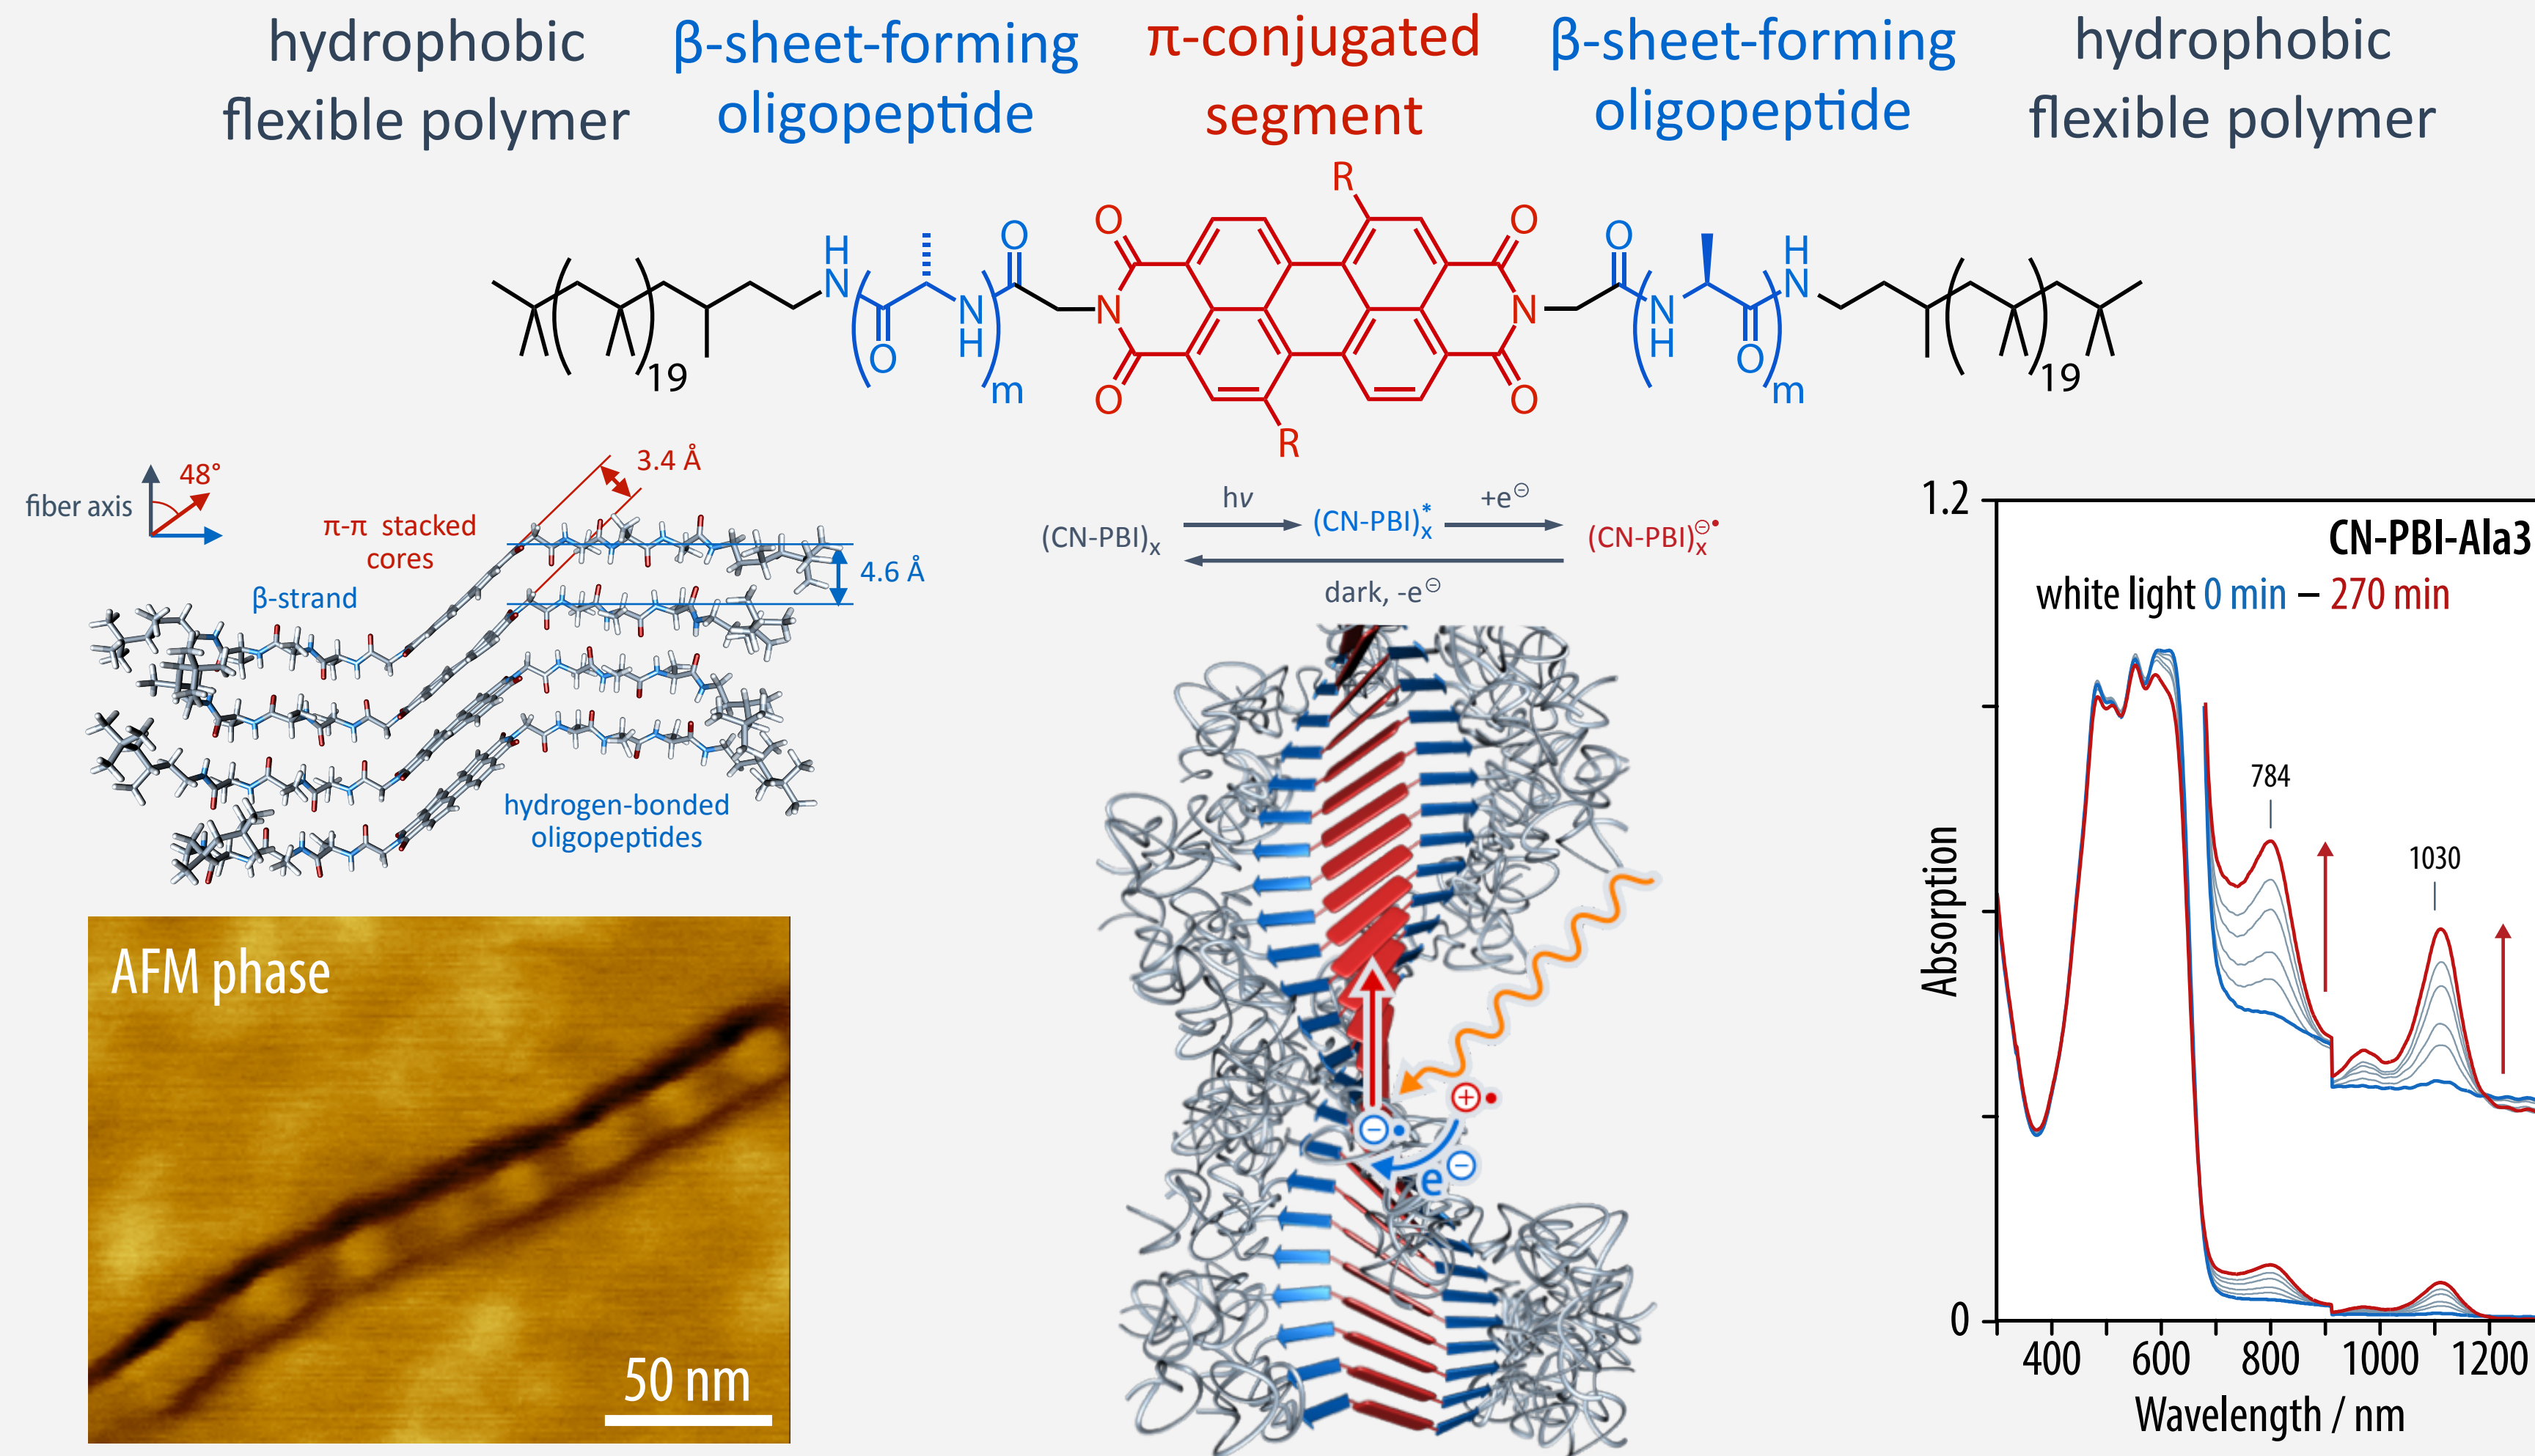 hydrophobic
flexible polymer
β-sheet-forming
oligopeptide
π-conjugated
segment
β-sheet-forming
oligopeptide
hydrophobic
flexible polymer
R
O
O
O
O
H
N
O
N
H
O
m
19
N
O
O
N
O
N
H
O
H
N
m
19
R
fiber axis
48°
π-π stacked
cores
β-strand
3.4 Å
4.6 Å
hydrogen-bonded
oligopeptides
(CN-PBI)x
hν
(CN-PBI)x*
+e⊖
(CN-PBI)x⊖•
dark, -e⊖
AFM phase
50 nm
⊕•
⊖•
e⊖
1.2
CN-PBI-Ala3
white light 0 min – 270 min
784
1030
Absorption
0
400 600 800 1000 1200
Wavelength / nm